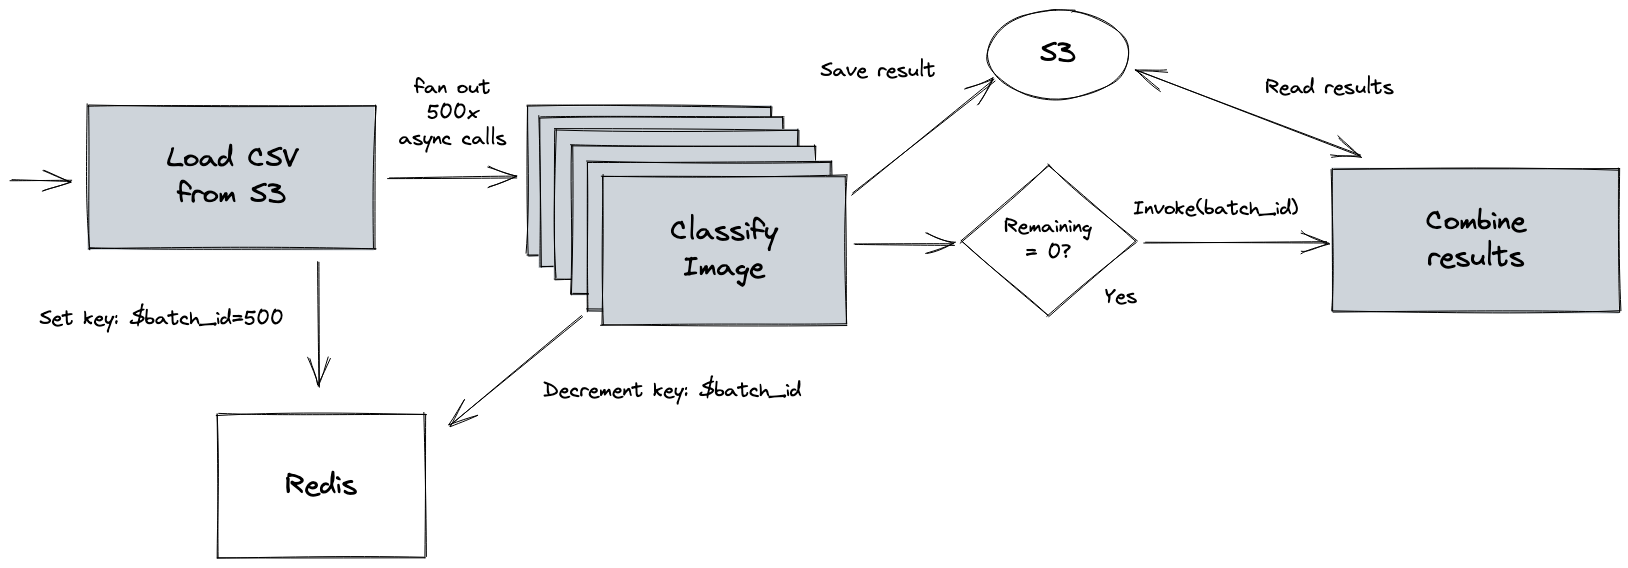 Load CSV
from S3
fan out
500x
async calls
Classify
Image
Save result
S3
Read results
Remaining
= 0?
Invoke(batch_id)
Yes
Combine
results
Set key: $batch_id=500
Decrement key: $batch_id
Redis